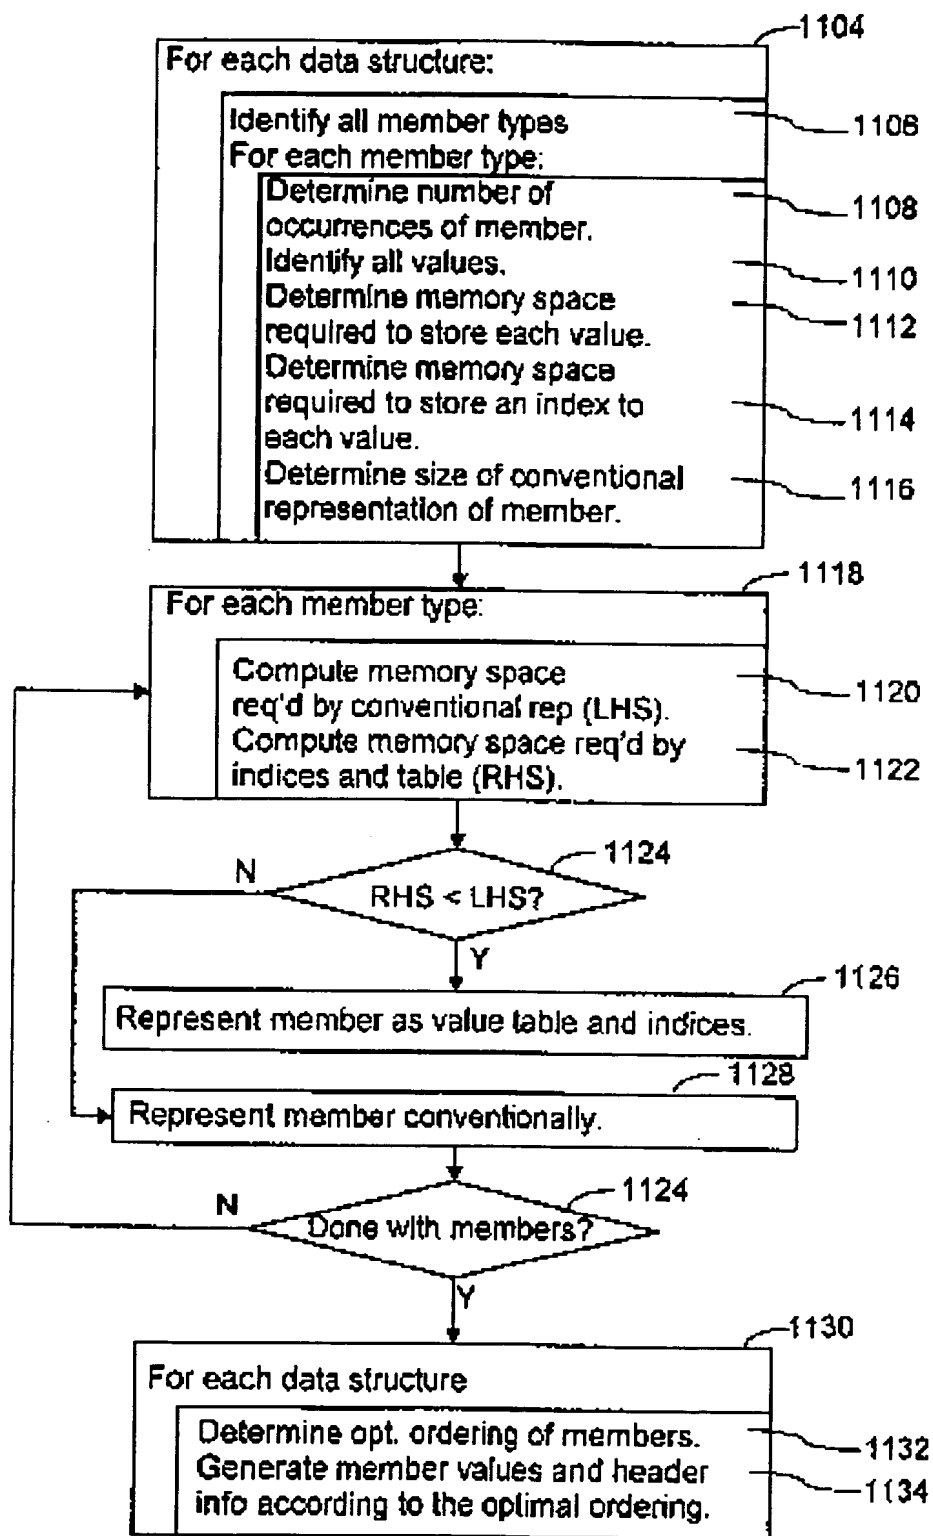 1104
For each data structure:
Identify all member types
1106
For each member type:
Determine number of
1108
occurrences of member.
Identify all values.
1110
Determine memory space
1112
required to store each value.
Determine memory space
required to store an index to
1114
each value.
Determine size of conventional
1116
representation of member.
1118
For each member type:
Compute memory space
1120
req'd by conventional rep (LHS).
Compute memory space req'd by
1122
indices and table (RHS).
1124
N
RHS < LHS?
Y
1126
Represent member as value table and indices.
1128
Represent member conventionally.
1124
N
Done with members?
Y
1130
For each data structure
Determine opt. ordering of members.
1132
Generate member values and header
1134
info according to the optimal ordering.